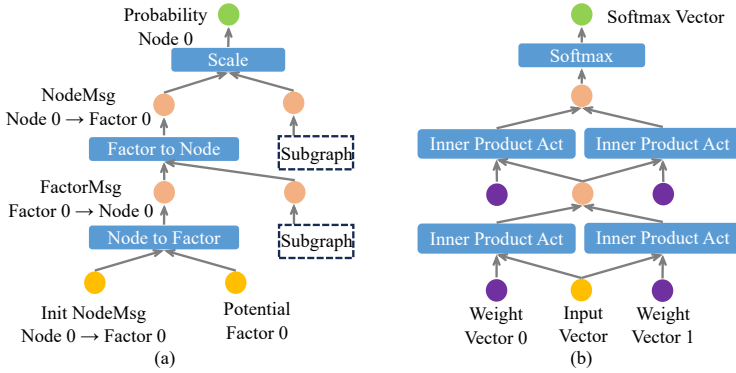 Probability
Node 0
Scale
NodeMsg
Node 0 → Factor 0
Factor to Node
Subgraph
FactorMsg
Factor 0 → Node 0
Node to Factor
Subgraph
Init NodeMsg
Node 0 → Factor 0
Potential
Factor 0
(a)
Softmax Vector
Softmax
Inner Product Act
Inner Product Act
Inner Product Act
Inner Product Act
Weight
Vector 0
Input
Vector
Weight
Vector 1
(b)